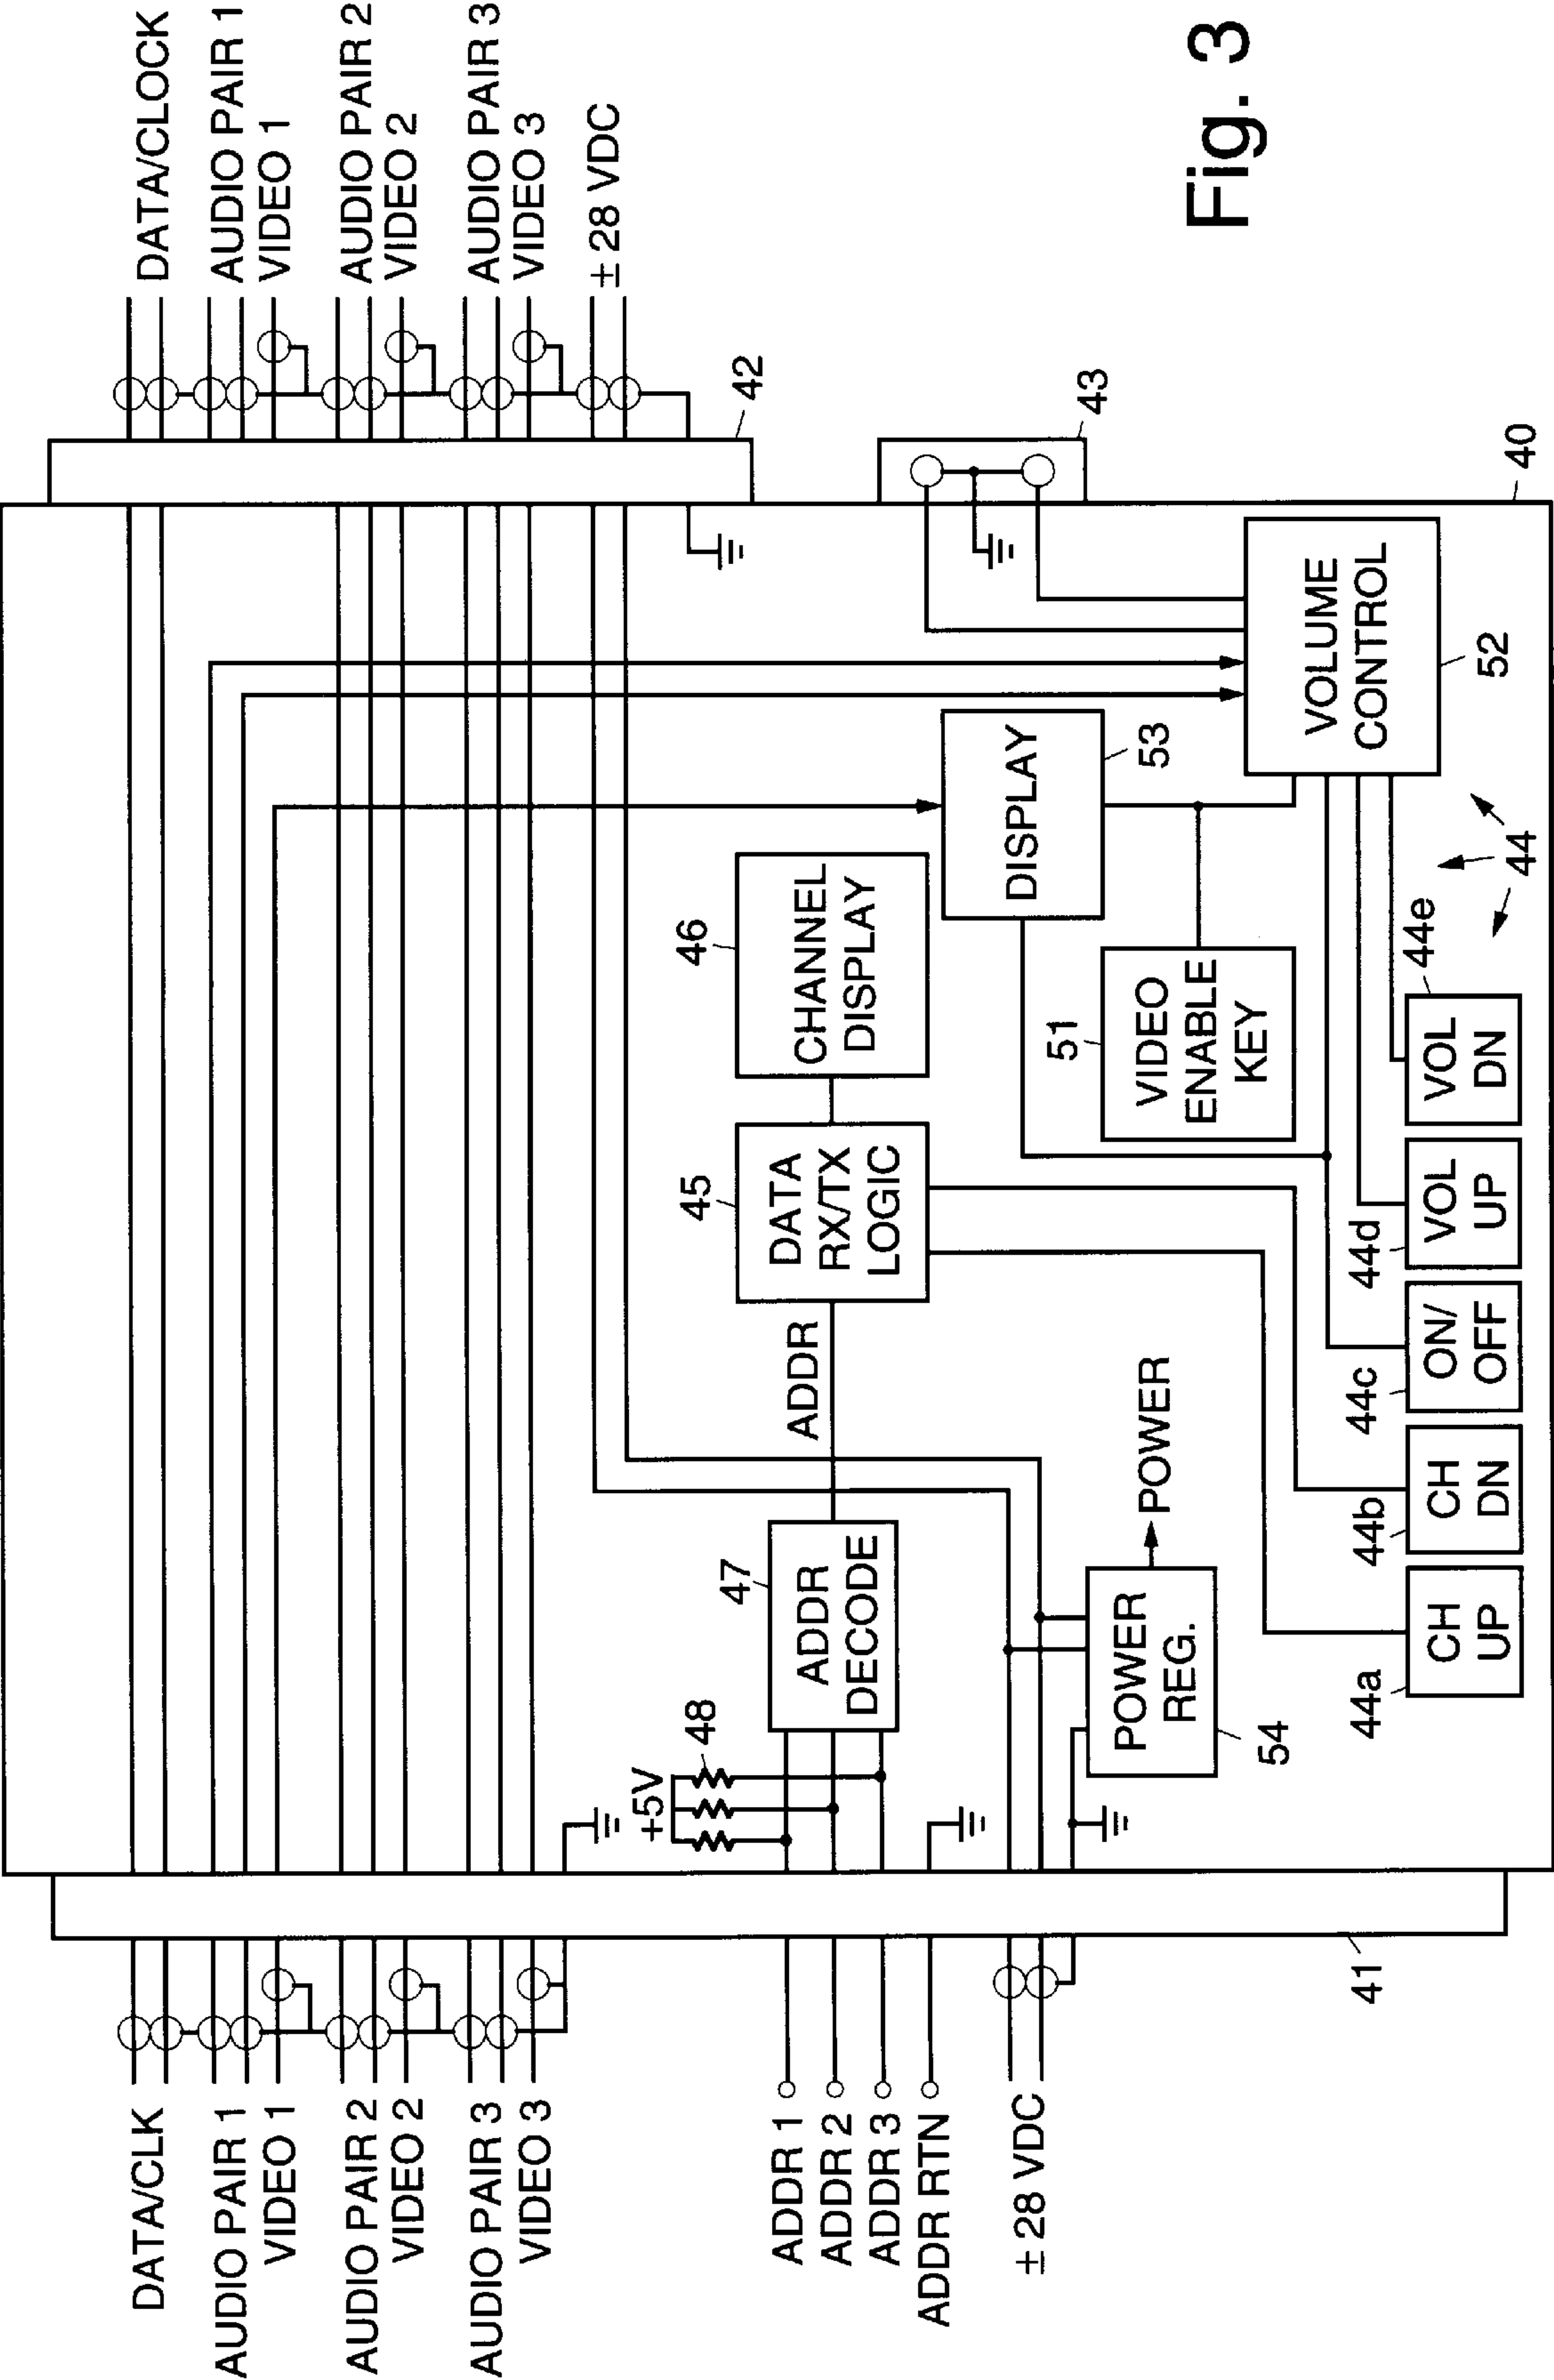 DATA/CLK
AUDIO PAIR 1
VIDEO 1
AUDIO PAIR 2
VIDEO 2
AUDIO PAIR 3
VIDEO 3
ADDR 1
ADDR 2
ADDR 3
ADDR RTN
± 28 VDC
41
+5V
48
47
ADDR
DECODE
ADDR
45
DATA
RX/TX
LOGIC
46
CHANNEL
DISPLAY
POWER
REG.
54
POWER
DISPLAY
53
51
VIDEO
ENABLE
KEY
VOLUME
CONTROL
52
44a
CH
UP
44b
CH
DN
44c
ON/
OFF
44d
VOL
UP
44e
VOL
DN
44
DATA/CLOCK
AUDIO PAIR 1
VIDEO 1
AUDIO PAIR 2
VIDEO 2
AUDIO PAIR 3
VIDEO 3
± 28 VDC
42
43
40
Fig. 3